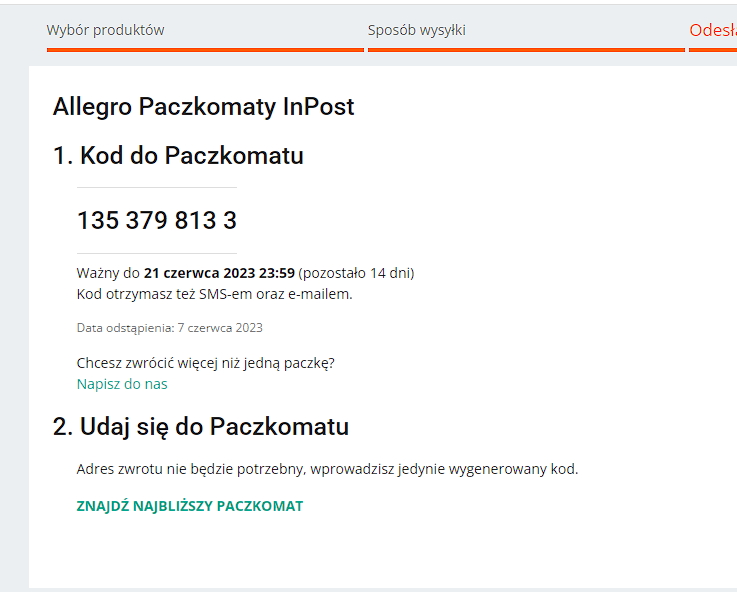 Wybór produktów
Sposób wysyłki
Allegro Paczkomaty InPost
1. Kod do Paczkomatu
135 379 813 3
Ważny do 21 czerwca 2023 23:59 (pozostało 14 dni)
Kod otrzymasz też SMS-em oraz e-mailem.
Data odstąpienia: 7 czerwca 2023
Chcesz zwrócić więcej niż jedną paczkę?
Napisz do nas
2. Udaj się do Paczkomatu
Adres zwrotu nie będzie potrzebny, wprowadzisz jedynie wygenerowany kod.
ZNAJDŹ NAJBLIŻSZY PACZKOMAT